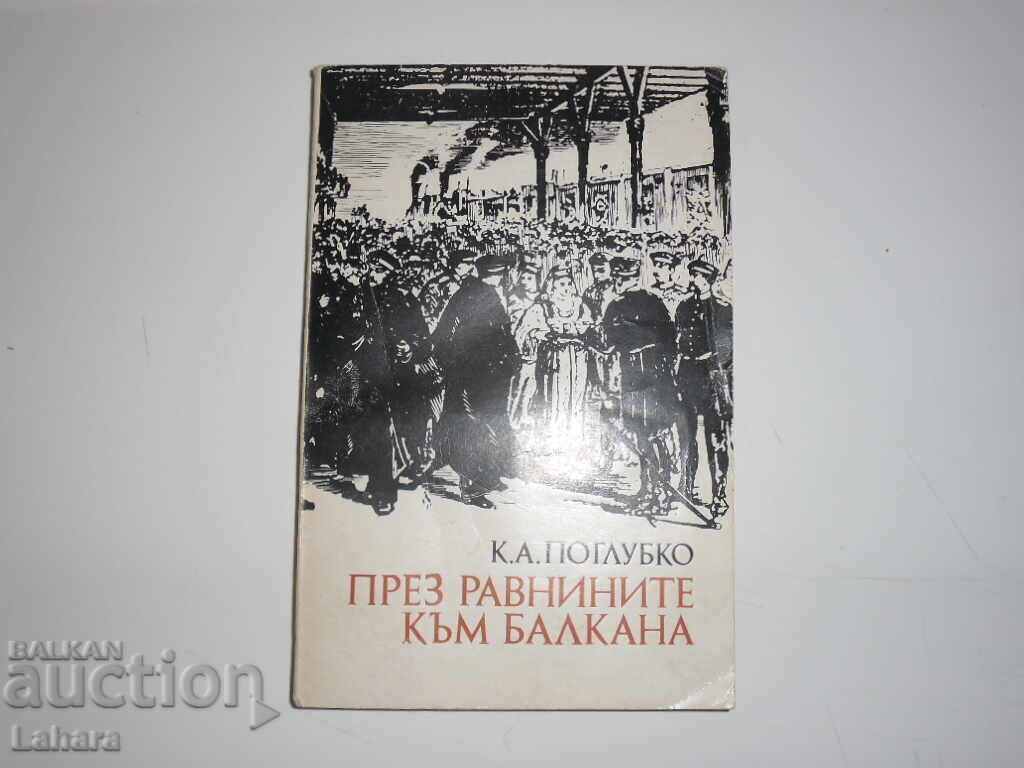 К.А. ПОГЛУБКО
ПРЕЗ РАВНИНИТЕ
КЪМ БАЛКАНА
BALKAN
auction
Lahara